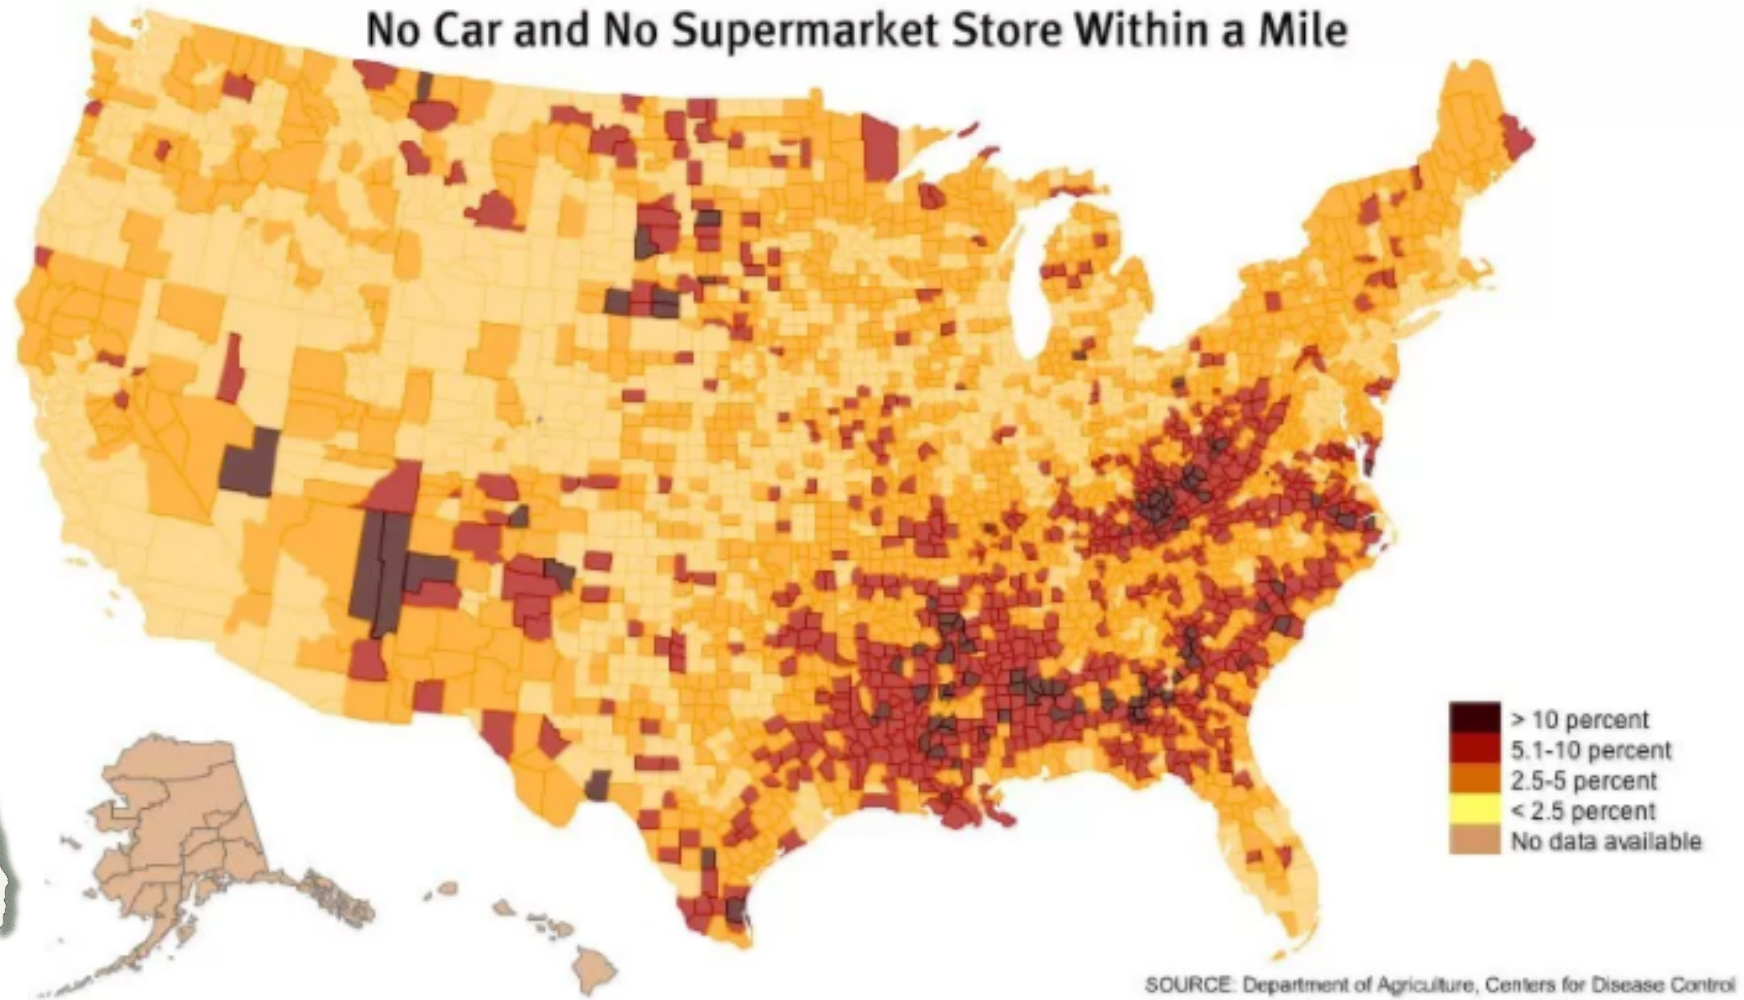 No Car and No Supermarket Store Within a Mile
> 10 percent
5.1-10 percent
2.5-5 percent
< 2.5 percent
No data available
SOURCE: Department of Agriculture, Centers for Disease Control